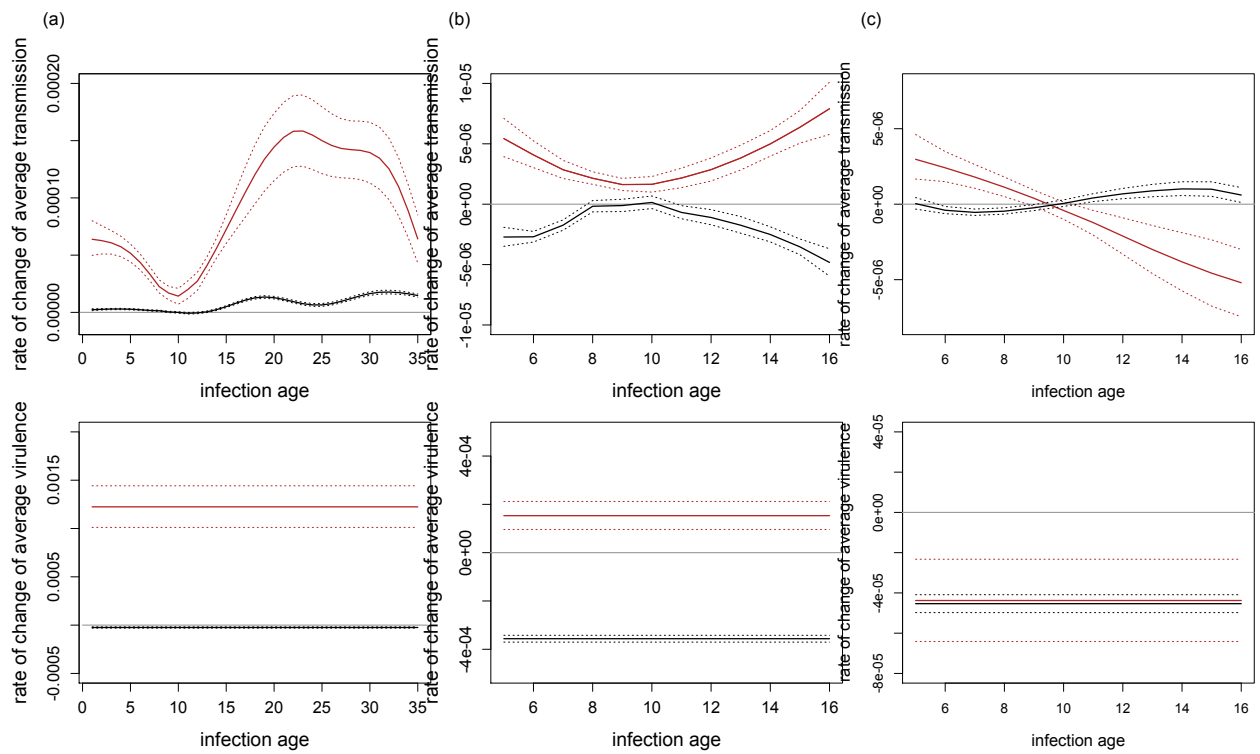 (a)
rate of change of average transmission
0.00020
0.00010
0.00000
0 5 10 15 20 25 30 35
infection age
(b)
rate of change of average transmission
1e-05
5e-06
0e+00
-5e-06
-1e-05
6 8 10 12 14 16
infection age
(c)
rate of change of average transmission
5e-06
0e+00
-5e-06
6 8 10 12 14 16
infection age
rate of change of average virulence
0.0015
0.0005
-0.0005
0 5 10 15 20 25 30 35
infection age
rate of change of average virulence
4e-04
0e+00
-4e-04
6 8 10 12 14 16
infection age
rate of change of average virulence
4e-05
0e+00
-4e-05
-8e-05
6 8 10 12 14 16
infection age